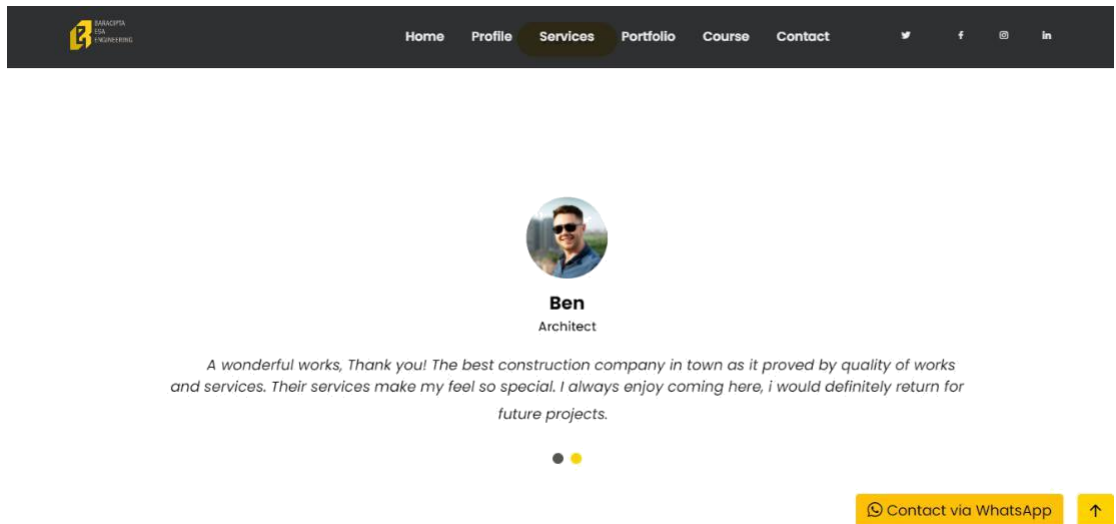 BARACIPTA
ESA
ENGINEERING
Home Profile Services Portfolio Course Contact
Ben
Architect
A wonderful works, Thank you! The best construction company in town as it proved by quality of works
and services. Their services make my feel so special. I always enjoy coming here, i would definitely return for
future projects.
Contact via WhatsApp